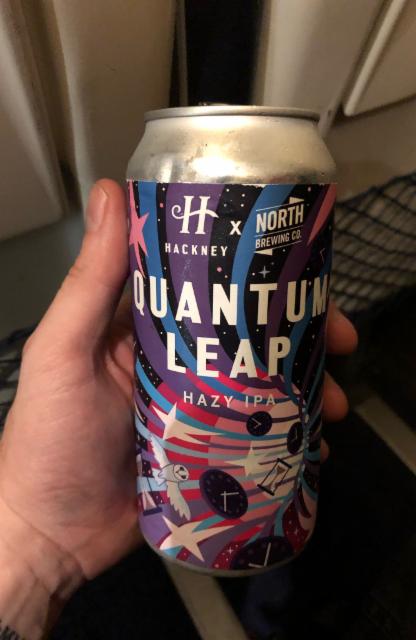 H x NORTH
HACKNEY BREWING CO.
QUANTUM
LEAP
HAZY IPA